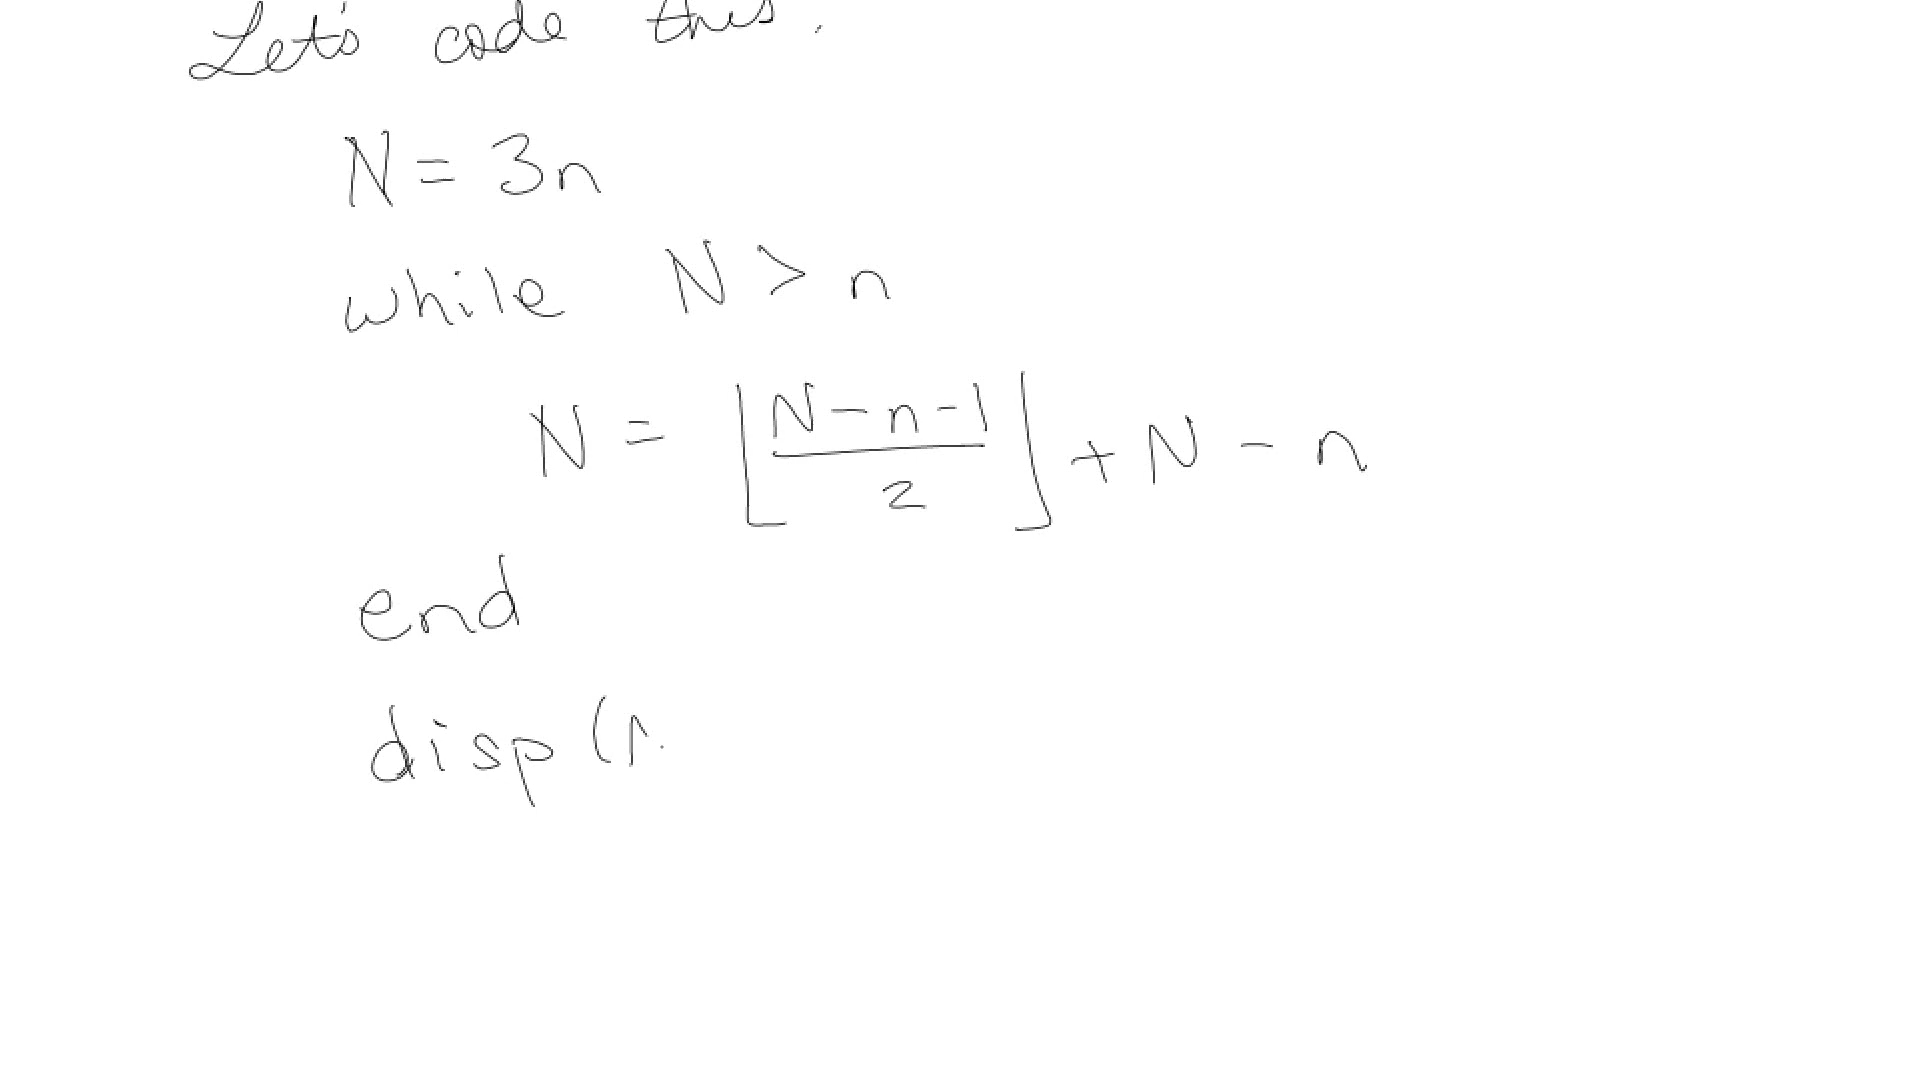 Let's code this.
N = 3n
while N > n
N = ⌊(N-n-1)/2⌋ + N - n
end
disp (